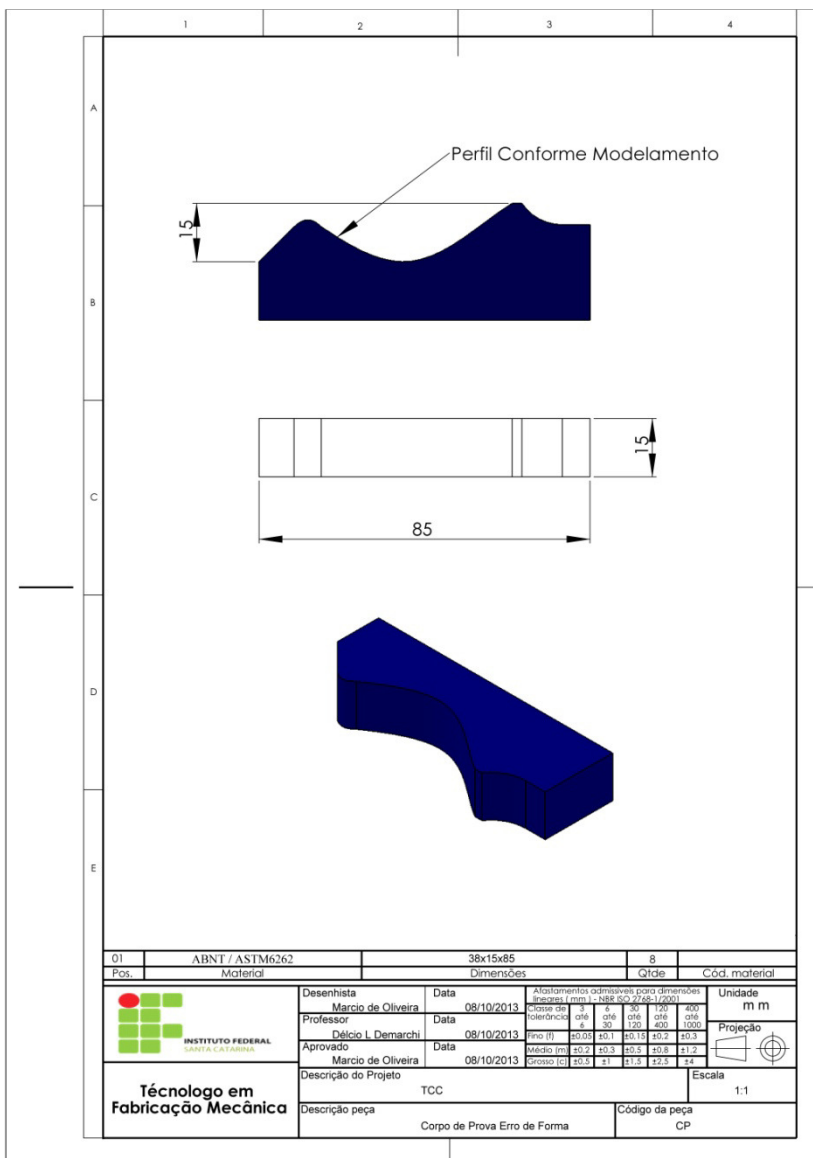 1 2 3 4
A
Perfil Conforme Modelamento
15
B
15
C
85
D
E
01 ABNT / ASTM6262 38x15x85 8
Pos. Material Dimensões Qtde Cód. material
INSTITUTO FEDERAL
SANTA CATARINA
Técnologo em
Fabricação Mecânica
Desenhista Data
Marcio de Oliveira 08/10/2013
Professor Data
Délcio L Demarchi 08/10/2013
Aprovado Data
Marcio de Oliveira 08/10/2013
Afastamentos admissíveis para dimensões
lineares ( mm ) - NBR ISO 2768-1/2001
Classe de tolerância 3 até 6 6 até 30 30 até 120 120 até 400 400 até 1000
Fino (f) ±0,05 ±0,1 ±0,15 ±0,2 ±0,3
Médio (m) ±0,2 ±0,3 ±0,5 ±0,8 ±1,2
Grosso (c) ±0,5 ±1 ±1,5 ±2,5 ±4
Unidade
m m
Projeção
Descrição do Projeto
TCC
Escala
1:1
Descrição peça
Corpo de Prova Erro de Forma
Código da peça
CP